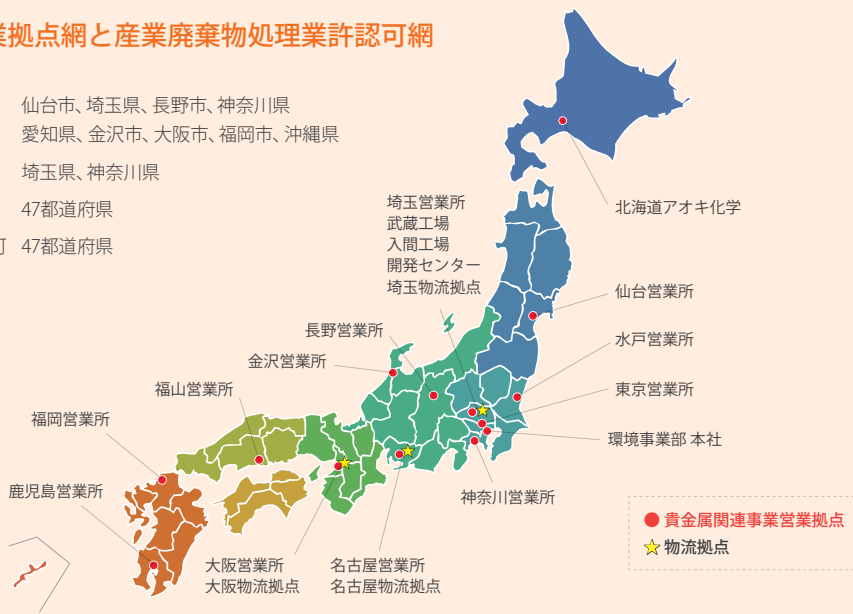 業拠点網と産業廃棄物処理業許認可網
仙台市、埼玉県、長野市、神奈川県
愛知県、金沢市、大阪市、福岡市、沖縄県
埼玉県、神奈川県
47都道府県
可 47都道府県
埼玉営業所
武蔵工場
入間工場
開発センター
埼玉物流拠点
北海道アオキ化学
仙台営業所
長野営業所
水戸営業所
金沢営業所
福山営業所
東京営業所
福岡営業所
環境事業部 本社
鹿児島営業所
神奈川営業所
大阪営業所
大阪物流拠点
名古屋営業所
名古屋物流拠点
貴金属関連事業営業拠点
物流拠点